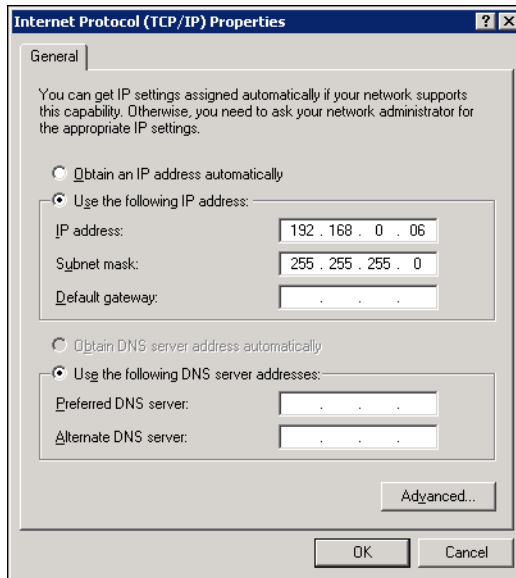 Internet Protocol (TCP/IP) Properties
General
You can get IP settings assigned automatically if your network supports
this capability. Otherwise, you need to ask your network administrator for
the appropriate IP settings.
Obtain an IP address automatically
Use the following IP address:
IP address: 192 . 168 . 0 . 06
Subnet mask: 255 . 255 . 255 . 0
Default gateway: . . .
Obtain DNS server address automatically
Use the following DNS server addresses:
Preferred DNS server: . . .
Alternate DNS server: . . .
Advanced...
OK Cancel